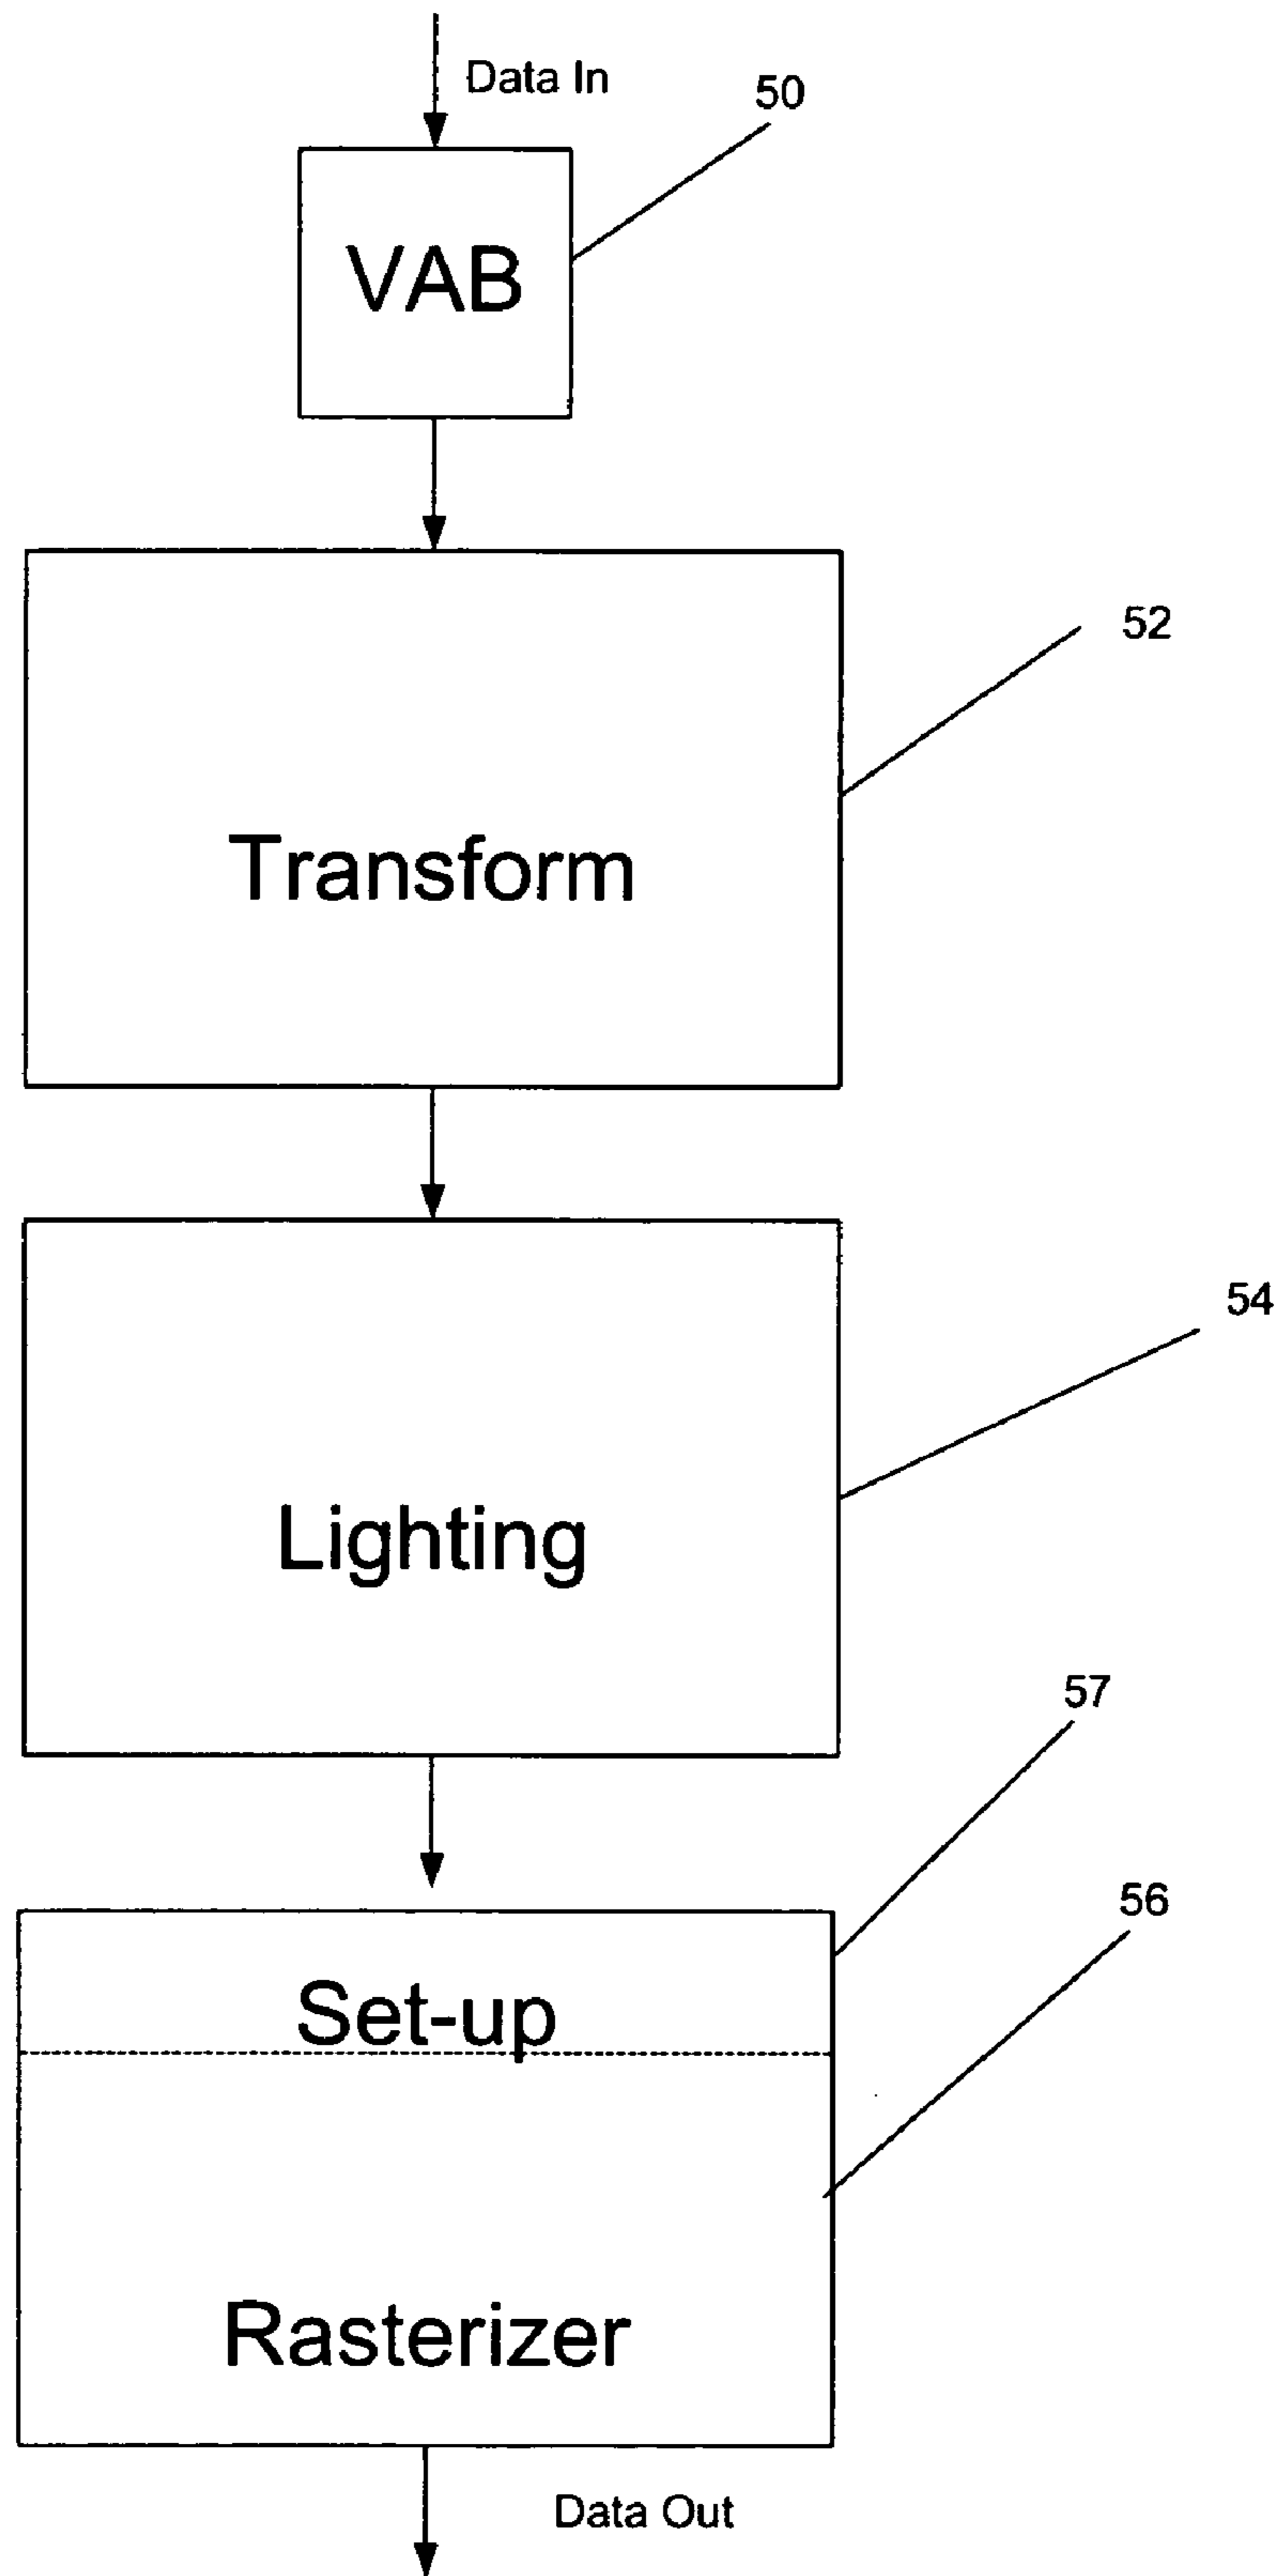 Data In
50
VAB
52
Transform
54
Lighting
57
Set-up
56
Rasterizer
Data Out